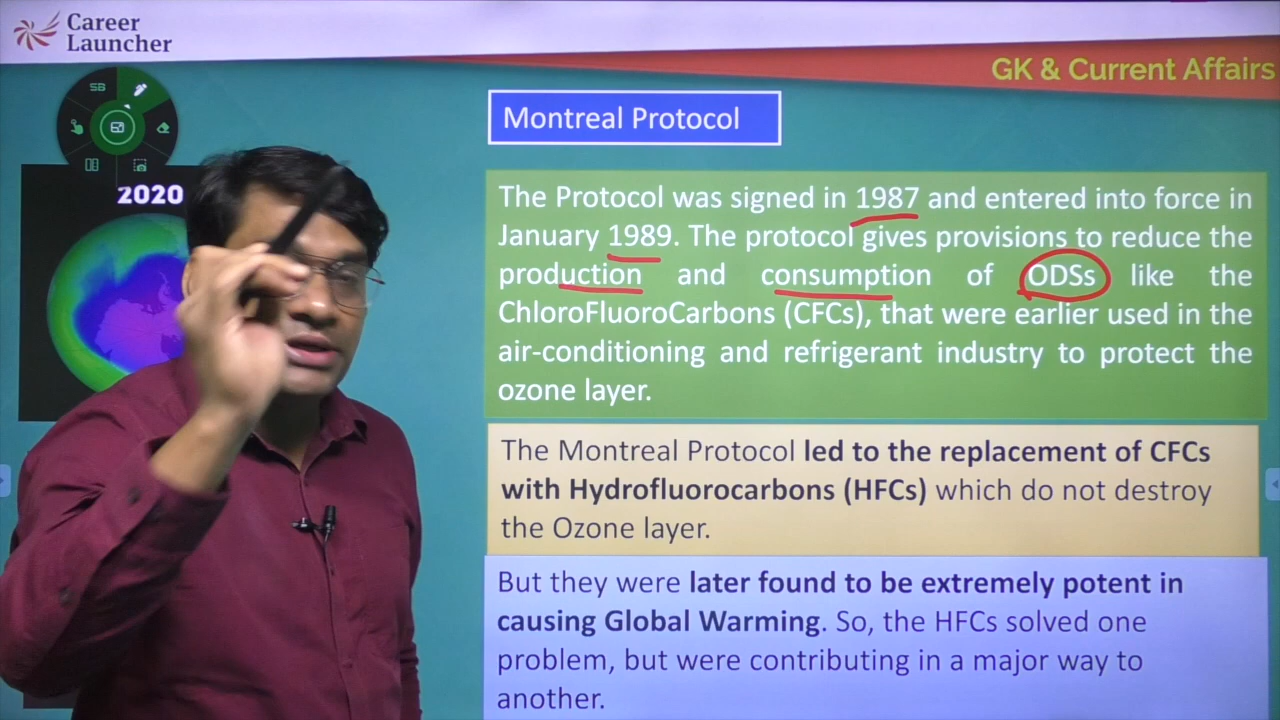 Career
Launcher
GK & Current Affairs
SB
2020
Montreal Protocol
The Protocol was signed in 1987 and entered into force in
January 1989. The protocol gives provisions to reduce the
production and consumption of ODSs like the
ChloroFluoroCarbons (CFCs), that were earlier used in the
air-conditioning and refrigerant industry to protect the
ozone layer.
The Montreal Protocol led to the replacement of CFCs
with Hydrofluorocarbons (HFCs) which do not destroy
the Ozone layer.
But they were later found to be extremely potent in
causing Global Warming. So, the HFCs solved one
problem, but were contributing in a major way to
another.